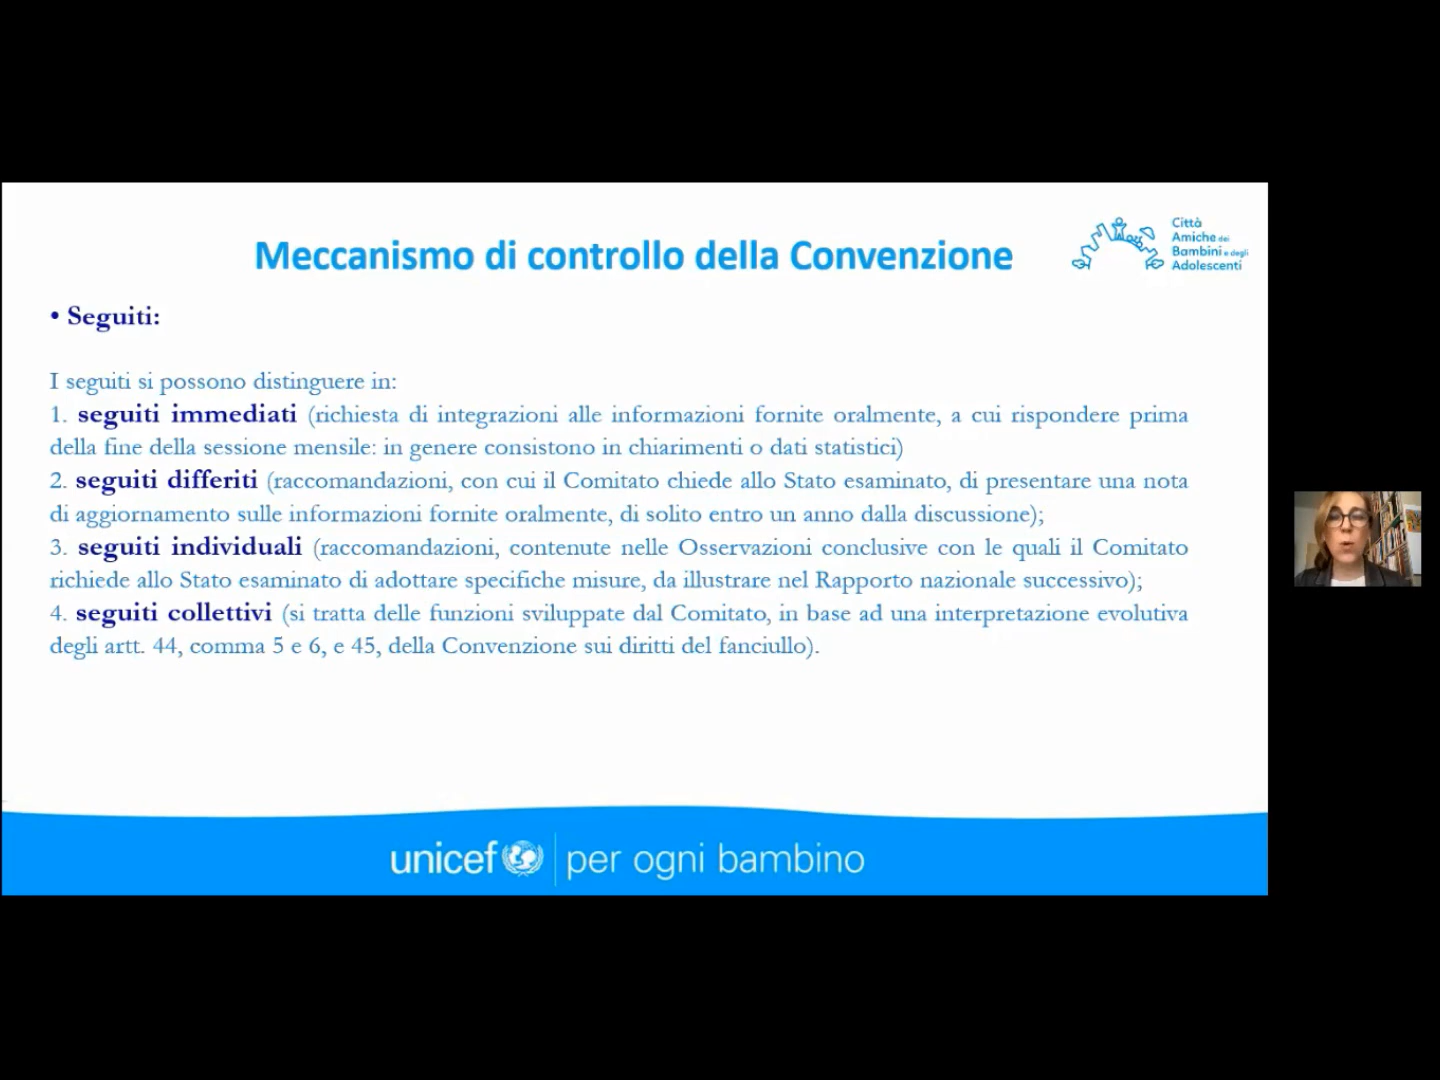 Meccanismo di controllo della Convenzione
Città
Amiche dei
Bambini e degli
Adolescenti
• Seguiti:
I seguiti si possono distinguere in:
1. seguiti immediati (richiesta di integrazioni alle informazioni fornite oralmente, a cui rispondere prima
della fine della sessione mensile: in genere consistono in chiarimenti o dati statistici)
2. seguiti differiti (raccomandazioni, con cui il Comitato chiede allo Stato esaminato, di presentare una nota
di aggiornamento sulle informazioni fornite oralmente, di solito entro un anno dalla discussione);
3. seguiti individuali (raccomandazioni, contenute nelle Osservazioni conclusive con le quali il Comitato
richiede allo Stato esaminato di adottare specifiche misure, da illustrare nel Rapporto nazionale successivo);
4. seguiti collettivi (si tratta delle funzioni sviluppate dal Comitato, in base ad una interpretazione evolutiva
degli artt. 44, comma 5 e 6, e 45, della Convenzione sui diritti del fanciullo).
unicef per ogni bambino